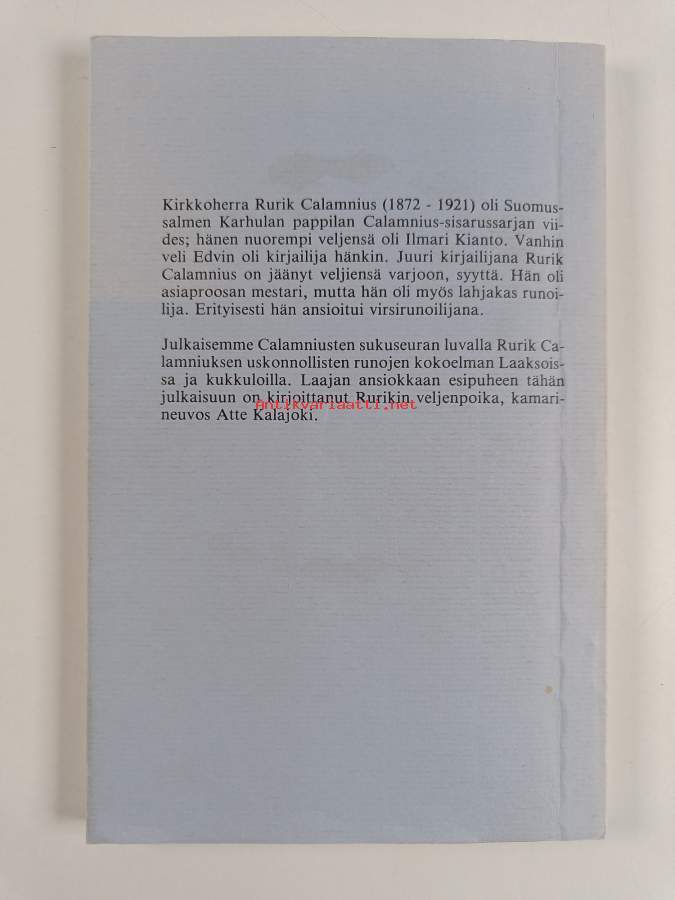 Kirkkoherra Rurik Calamnius (1872 - 1921) oli Suomus-
salmen Karhulan pappilan Calamnius-sisarussarjan vii-
des; hänen nuorempi veljensä oli Ilmari Kianto. Vanhin
veli Edvin oli kirjailija hänkin. Juuri kirjailijana Rurik
Calamnius on jäänyt veljiensä varjoon, syyttä. Hän oli
asiaproosan mestari, mutta hän oli myös lahjakas runoi-
lija. Erityisesti hän ansioitui virsirunoilijana.
Julkaisemme Calamniusten sukuseuran luvalla Rurik Ca-
lamniuksen uskonnollisten runojen kokoelman Laaksois-
sa ja kukkuloilla. Laajan ansiokkaan esipuheen tähän
julkaisuun on kirjoittanut Rurikin veljenpoika, kamari-
Antikvariaatti.net
neuvos Atte Kalajoki.